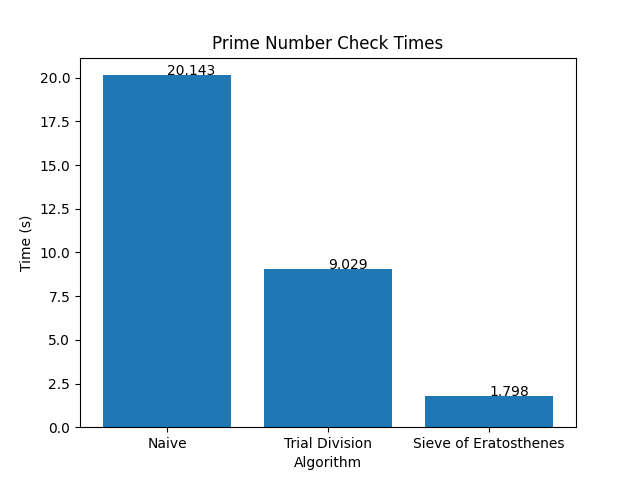 Prime Number Check Times
20.143
9.029
1.798
20.0
17.5
15.0
12.5
10.0
7.5
5.0
2.5
0.0
Time (s)
Naive
Trial Division
Sieve of Eratosthenes
Algorithm